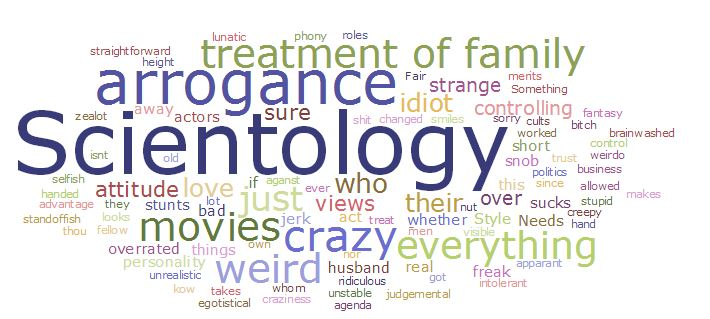 lunatic phony roles
straightforward treatment of family
height Fair merits
arrogance strange Something
zealot away actors sure idiot controlling fantasy
shit changed smiles sorry cults bitch
Scientology worked brainwashed
isnt old short control
snob trust weirdo
selfish attitude love if aganst ever who politics business
handed this since allowed
advantage they stunts lot just views their nut over sucks stupid makes
standoffish looks bad act treat whether Style Needs creepy hand
thou fellow movies jerk crazy men visible everything
overrated things own nor apparant
personality weird husband real freak
unrealistic ridiculous got intolerant
kow takes whom unstable judgemental
egotistical craziness agenda